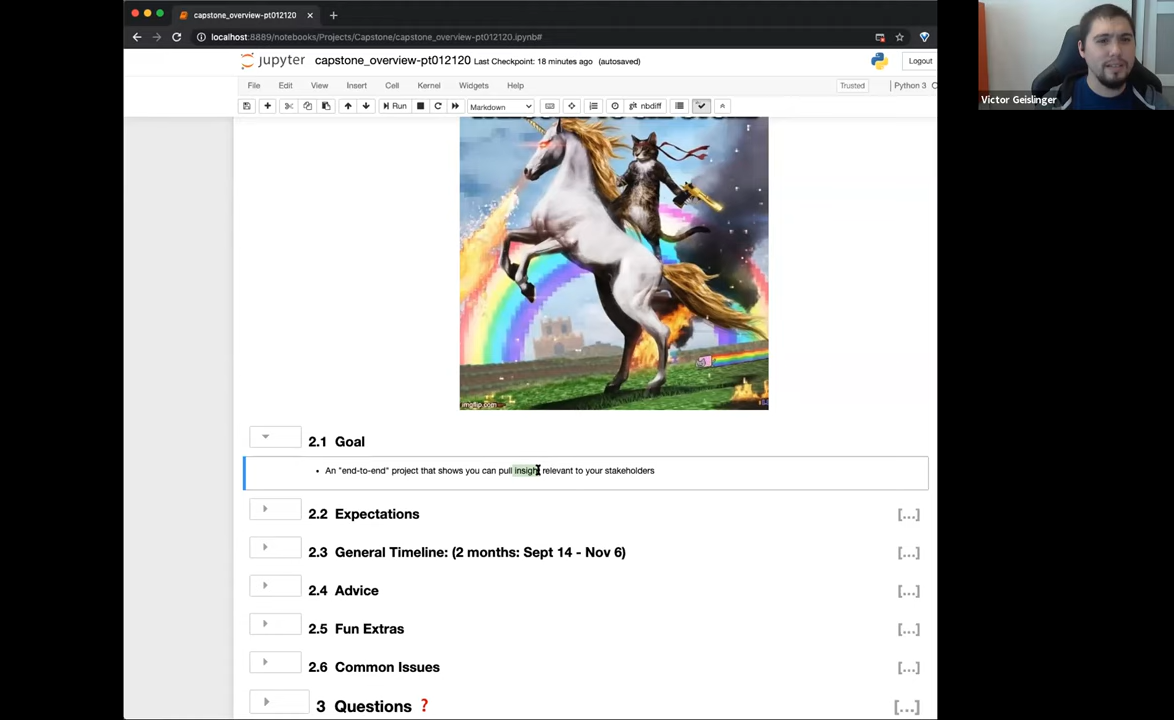 capstone_overview-pt012120
localhost:8889/notebooks/Projects/Capstone/capstone_overview-pt012120.ipynb#
jupyter capstone_overview-pt012120 Last Checkpoint: 18 minutes ago (autosaved) Logout
File Edit View Insert Cell Kernel Widgets Help Trusted Python 3
Run Markdown nbdiff
Victor Geislinger
imgflip.com
2.1 Goal
• An "end-to-end" project that shows you can pull insight relevant to your stakeholders
2.2 Expectations [...]
2.3 General Timeline: (2 months: Sept 14 - Nov 6) [...]
2.4 Advice [...]
2.5 Fun Extras [...]
2.6 Common Issues [...]
3 Questions ❓ [...]